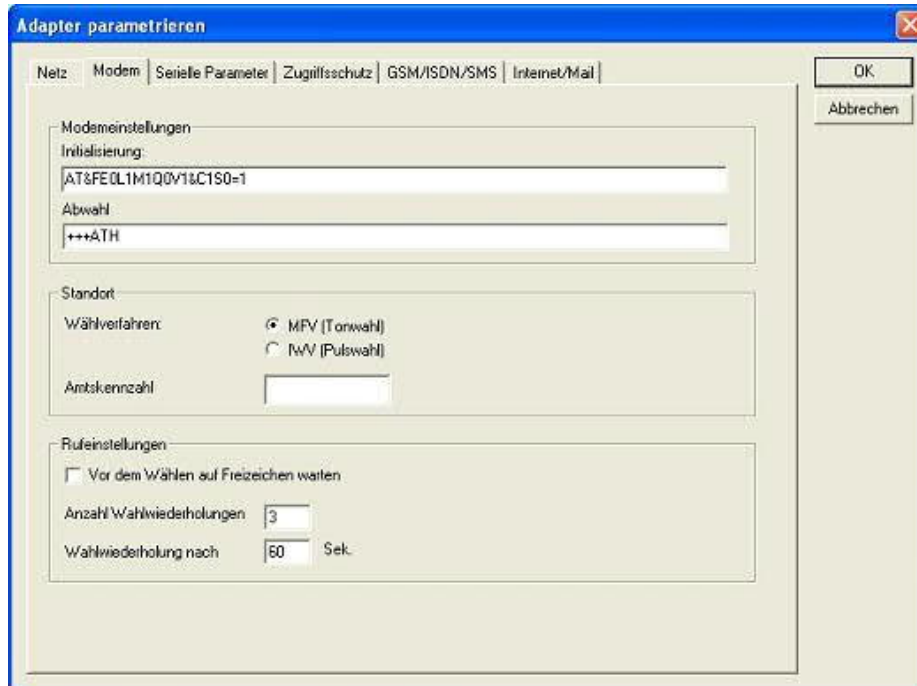 Adapter parametrieren
Netz Modem Serielle Parameter Zugriffsschutz GSM/ISDN/SMS Internet/Mail
OK
Abbrechen
Modemeinstellungen
Initialisierung:
AT&FE0L1M1Q0V1&C1S0=1
Abwahl
+++ATH
Standort
Wählverfahren:
MFV (Tonwahl)
IWV (Pulswahl)
Amtskennzahl
Rufeinstellungen
Vor dem Wählen auf Freizeichen warten
Anzahl Wahlwiederholungen 3
Wahlwiederholung nach 60 Sek.